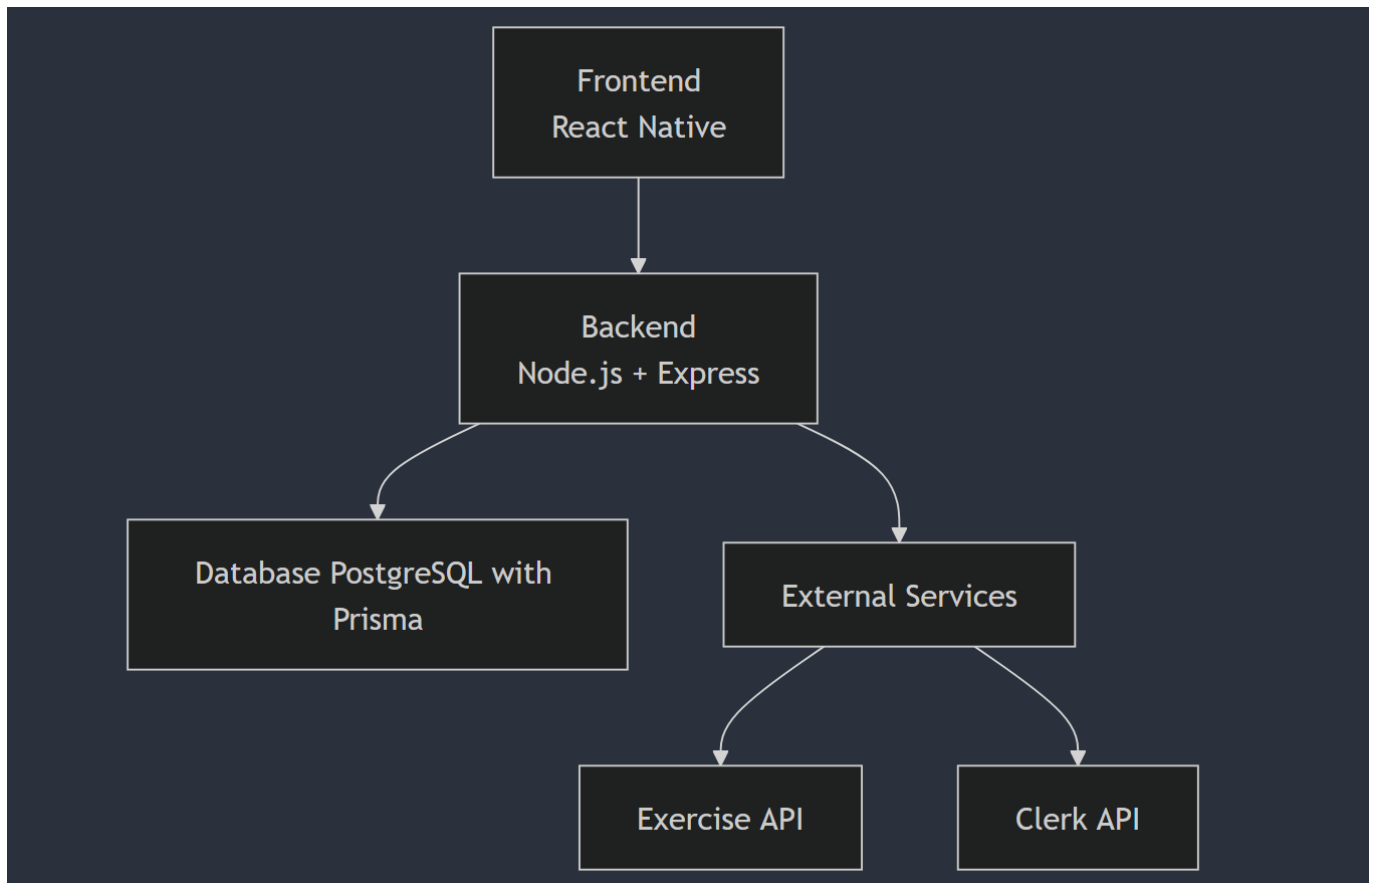 Frontend
React Native
Backend
Node.js + Express
Database PostgreSQL with
Prisma
External Services
Exercise API
Clerk API